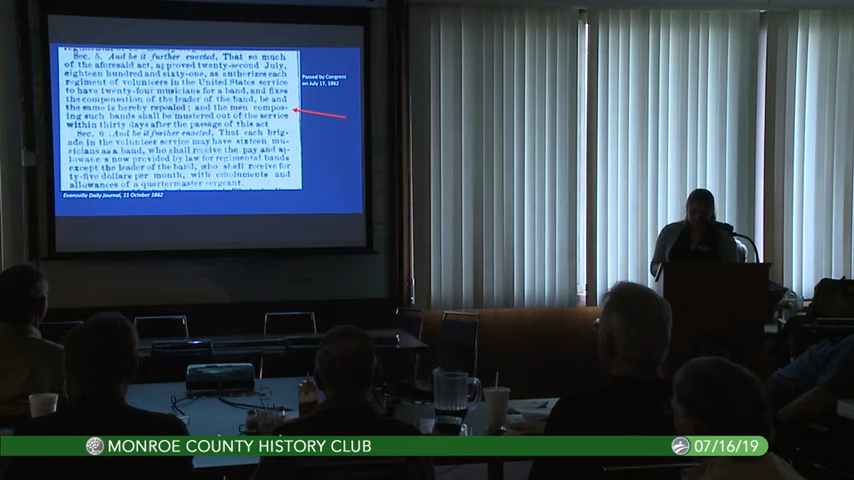 Sec. 5. And be it further enacted, That so much
of the aforesaid act, approved twenty-second July,
eighteen hundred and sixty-one, as authorizes each
regiment of volunteers in the United States service
to have twenty-four musicians for a band, and fixes
the compensation of the leader of the band, be and
the same is hereby repealed; and the men compos-
ing such bands shall be mustered out of the service
within thirty days after the passage of this act
Sec. 6 And be it further enacted, That each brig-
ade in the volunteer service may have sixteen mu-
sicians as a band, who shall receive the pay and al-
lowances now provided by law for regimental bands
except the leader of the band, who shall receive for
ty-five dollars per month, with emoluments and
allowances of a quartermaster sergeant.
Passed by Congress
on July 17, 1862
Evansville Daily Journal, 11 October 1862
MONROE COUNTY HISTORY CLUB
07/16/19